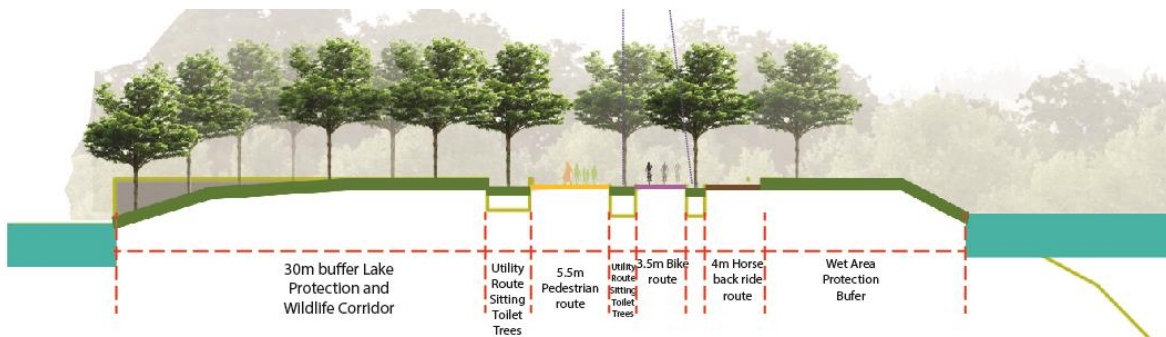 30m buffer Lake
Protection and
Wildlife Corridor
Utility
Route
Sitting
Toilet
Trees
5.5m
Pedestrian
route
Utility
Route
Sitting
Toilet
Trees
3.5m Bike
route
4m Horse
back ride
route
Wet Area
Protection
Bufer